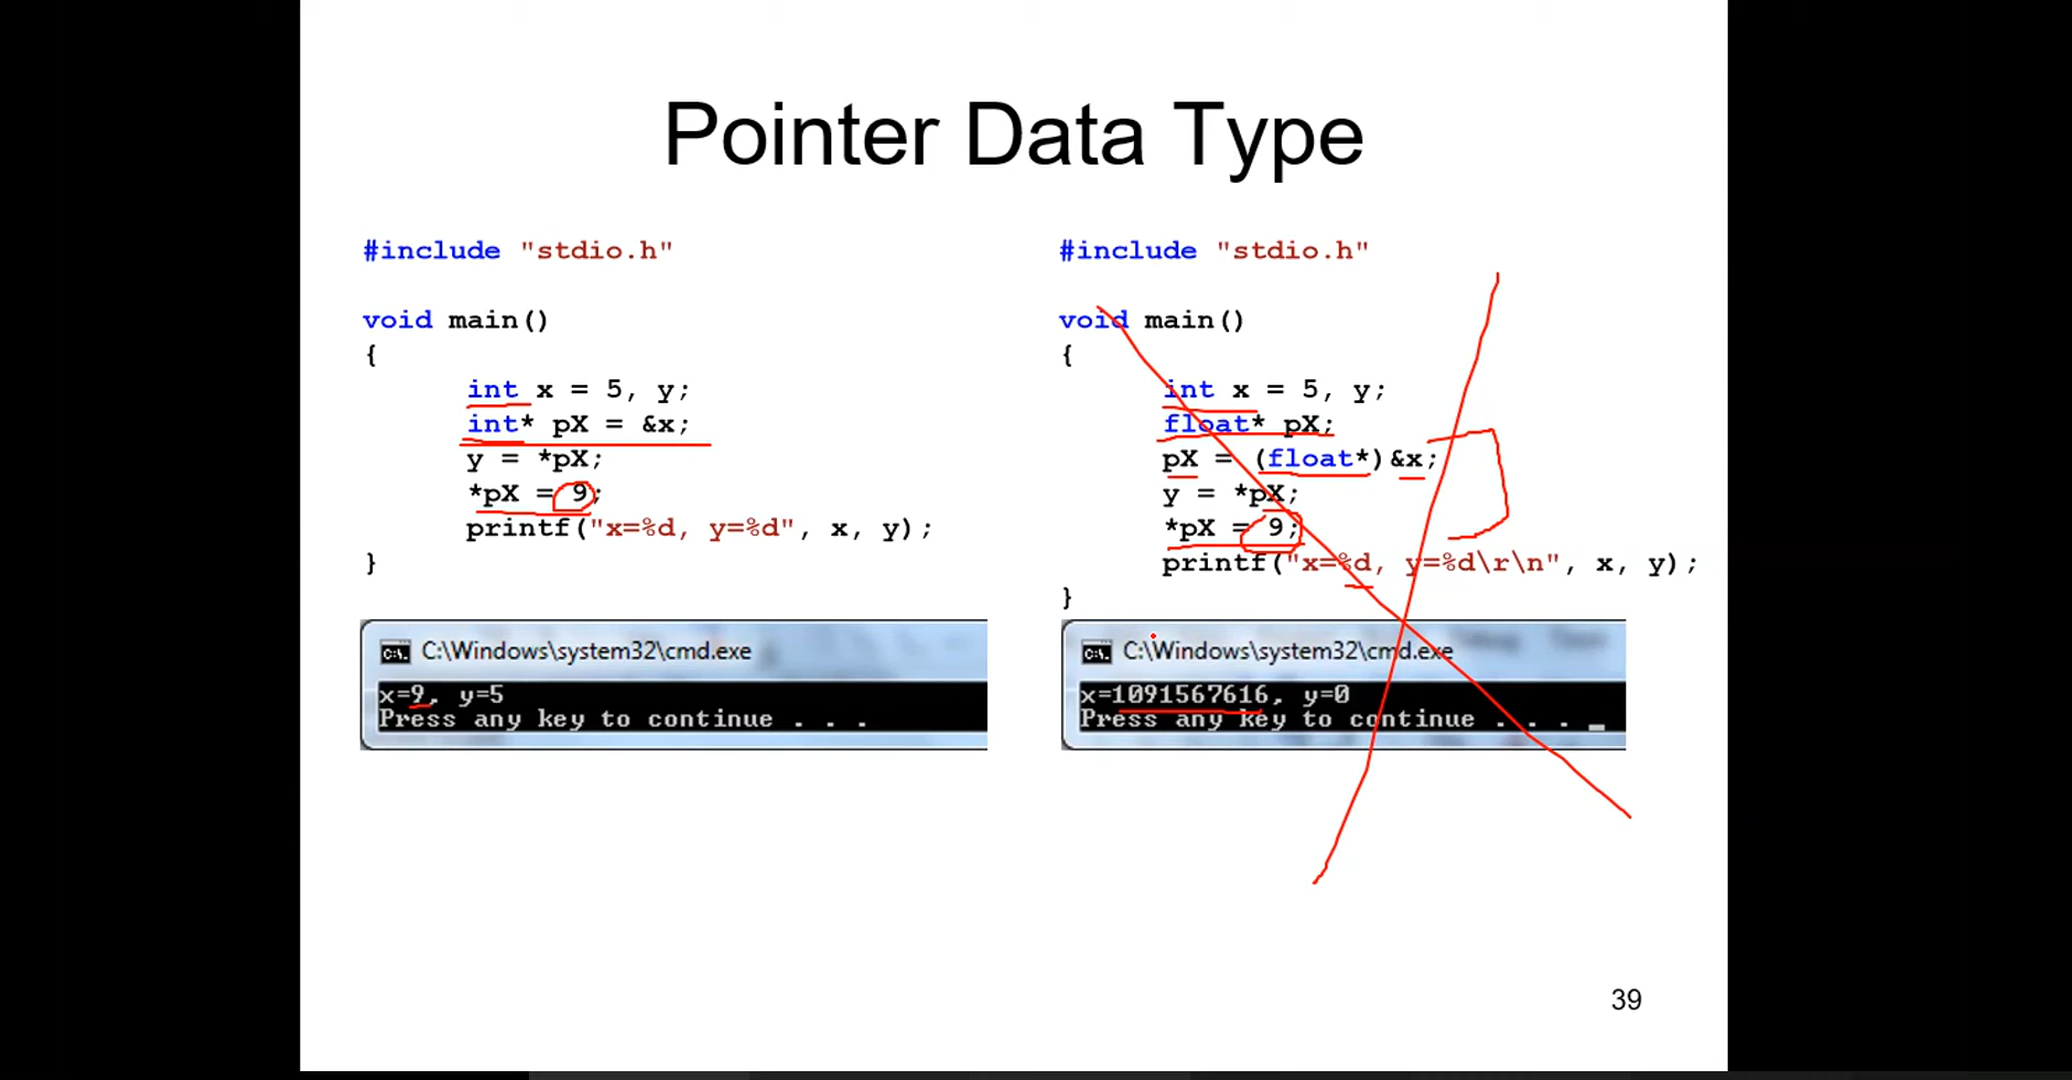 Pointer Data Type
#include "stdio.h"
void main()
{
int x = 5, y;
int* pX = &x;
y = *pX;
*pX = 9;
printf("x=%d, y=%d", x, y);
}
C:\Windows\system32\cmd.exe
x=9, y=5
Press any key to continue . . .
#include "stdio.h"
void main()
{
int x = 5, y;
float* pX;
pX = (float*)&x;
y = *pX;
*pX = 9;
printf("x=%d, y=%d\r\n", x, y);
}
C:\Windows\system32\cmd.exe
x=1091567616, y=0
Press any key to continue . . . _
39